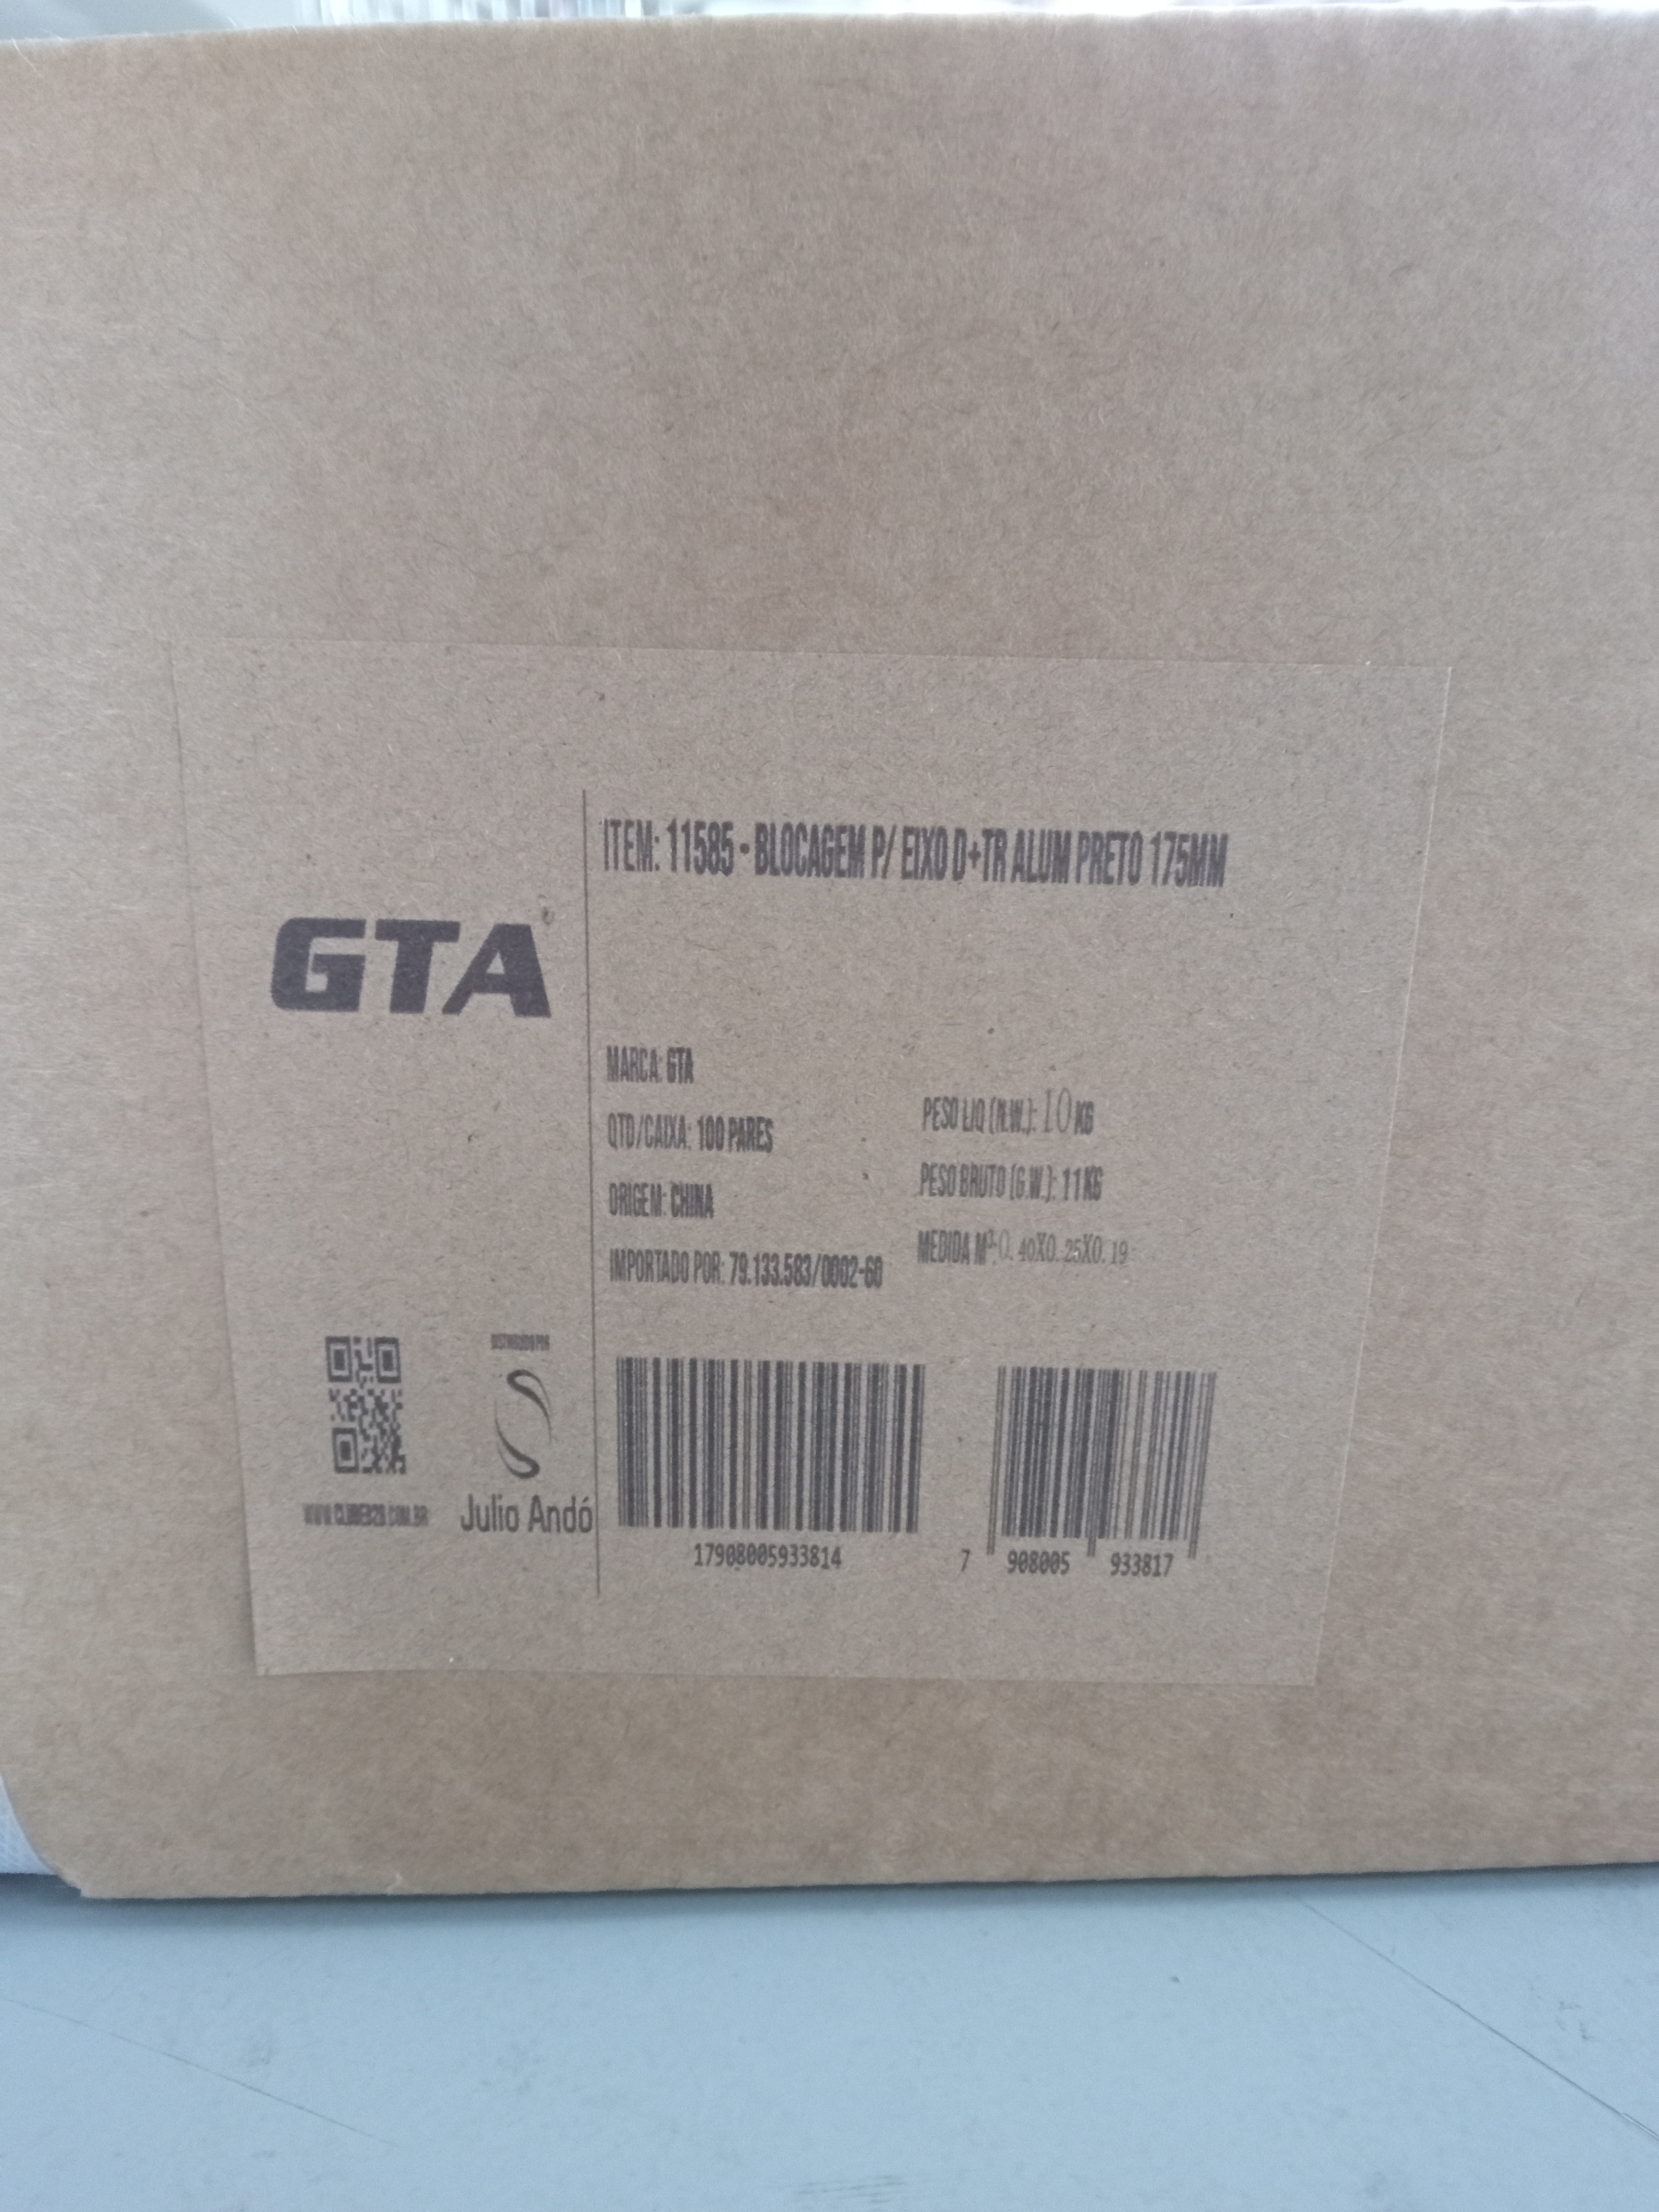 ITEM: 11585 - BLOCAGEM P/ EIXO D+TR ALUM PRETO 175MM
GTA
MARCA: GTA
QTD/CAIXA: 100 PARES
ORIGEM: CHINA
IMPORTADO POR: 79.133.583/0002-60
PESO LIQ (N.W.): 10 KG
PESO BRUTO (G.W.): 11 KG
MEDIDA M³: 0.40X0.25X0.19
DISTRIBUIDO POR
Julio Andó
17908005933814
7 908005 933817